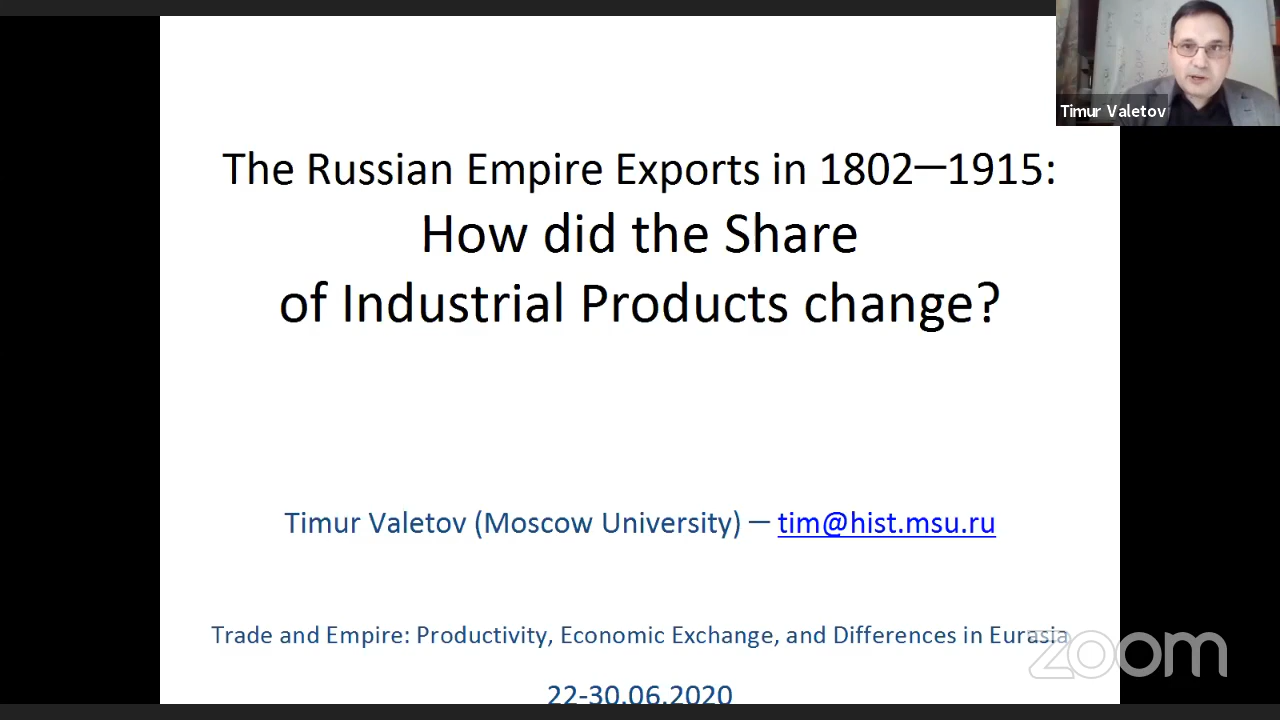 Timur Valetov
The Russian Empire Exports in 1802—1915:
How did the Share
of Industrial Products change?
Timur Valetov (Moscow University) — tim@hist.msu.ru
Trade and Empire: Productivity, Economic Exchange, and Differences in Eurasia
zoom
22-30.06.2020